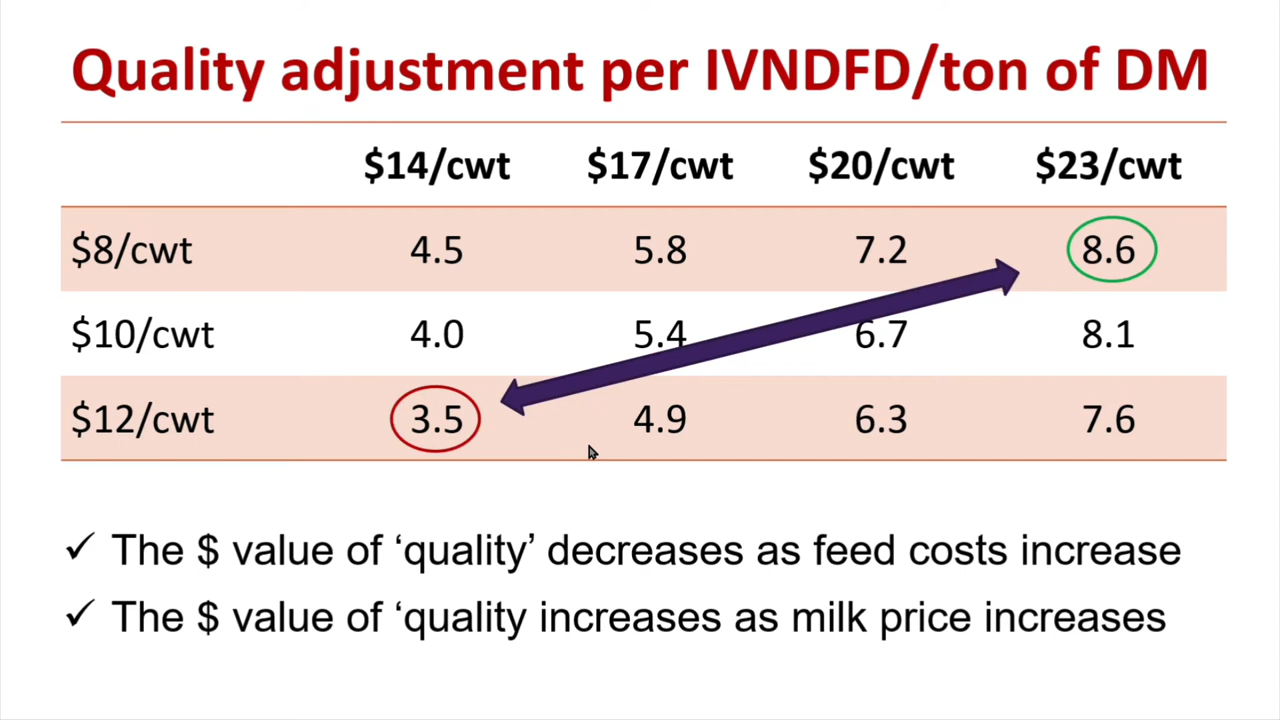 Quality adjustment per IVNDFD/ton of DM
$14/cwt $17/cwt $20/cwt $23/cwt
$8/cwt 4.5 5.8 7.2 8.6
$10/cwt 4.0 5.4 6.7 8.1
$12/cwt 3.5 4.9 6.3 7.6
✓ The $ value of ‘quality’ decreases as feed costs increase
✓ The $ value of ‘quality increases as milk price increases